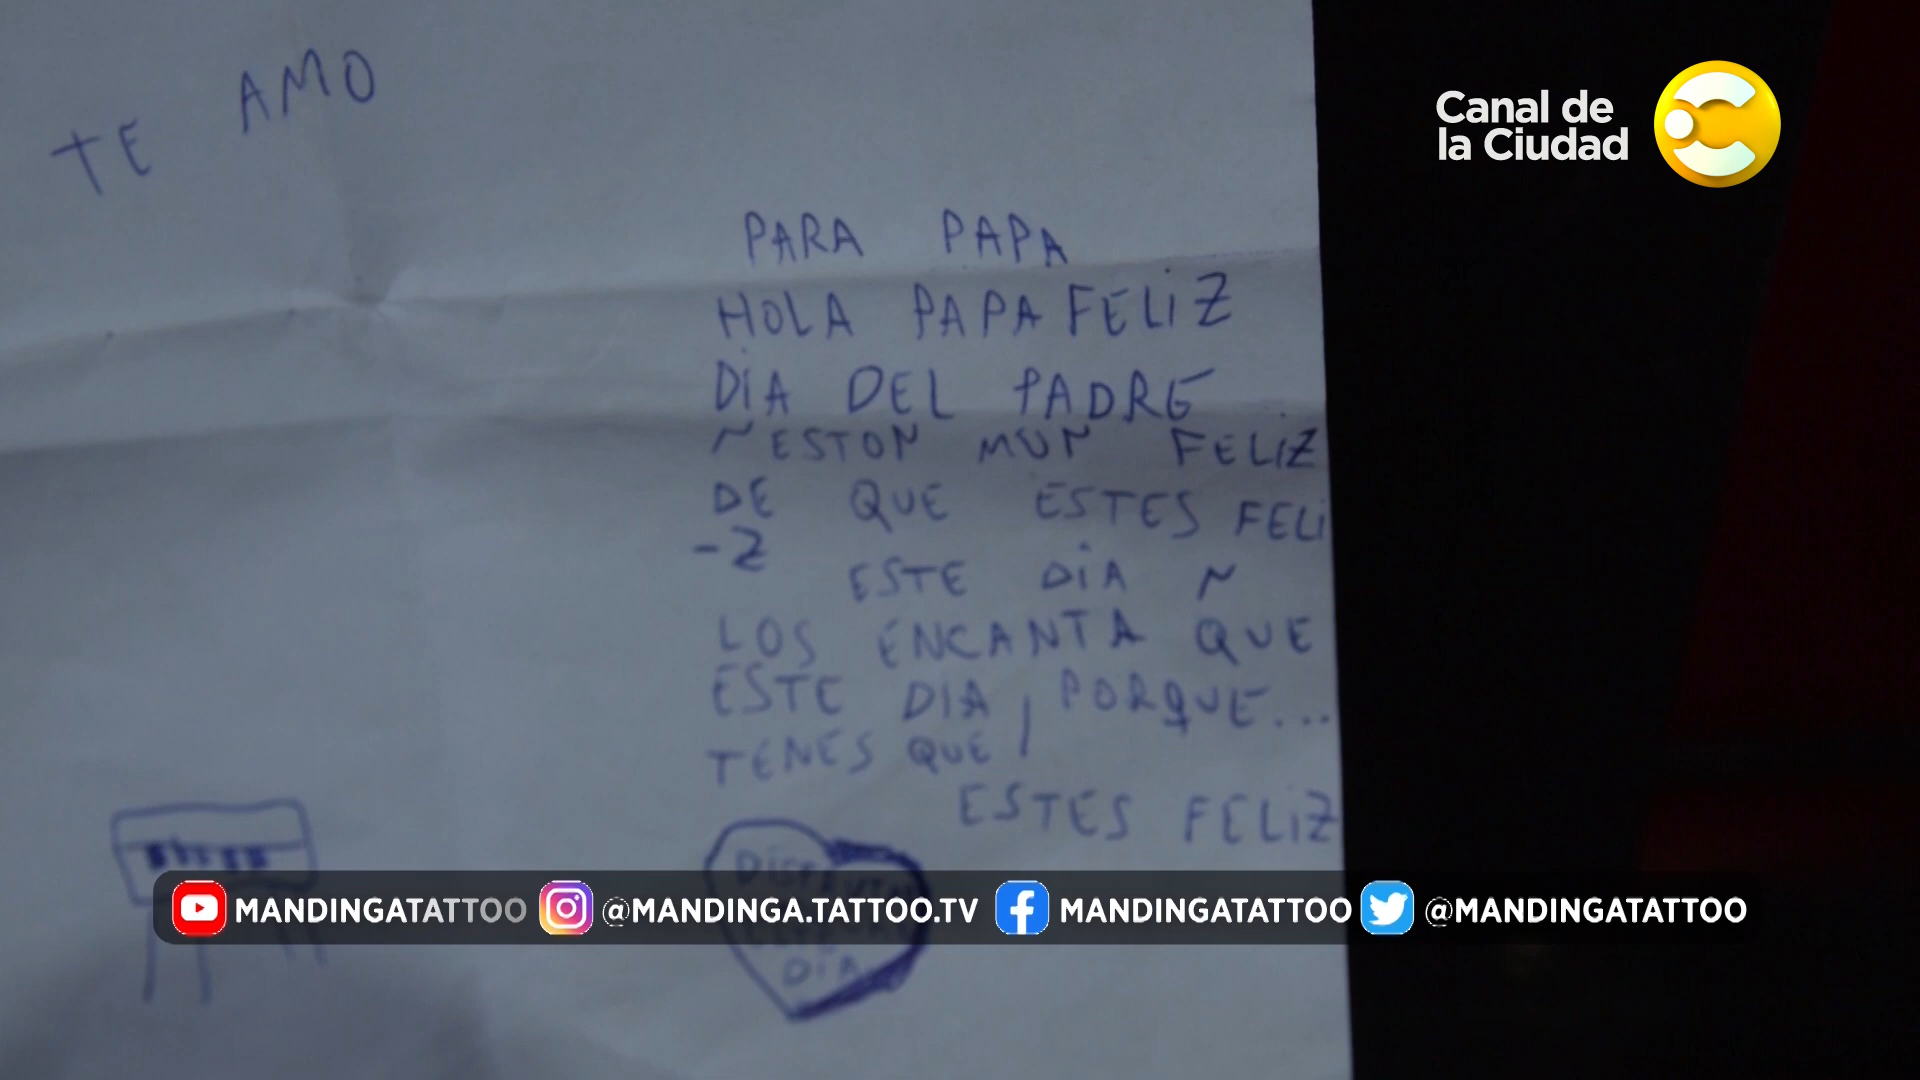 TE AMO
Canal de
la Ciudad
PARA PAPA
HOLA PAPA FELIZ
DIA DEL PADRE
ESTOY MUY FELIZ
DE QUE ESTES FELI
-Z
ESTE DIA Y
LOS ENCANTA QUE
ESTE DIA, PORQUE...
TENES QUE
ESTES FELIZ
DIA
MANDINGATATTOO @MANDINGA.TATTOO.TV MANDINGATATTOO @MANDINGATATTOO